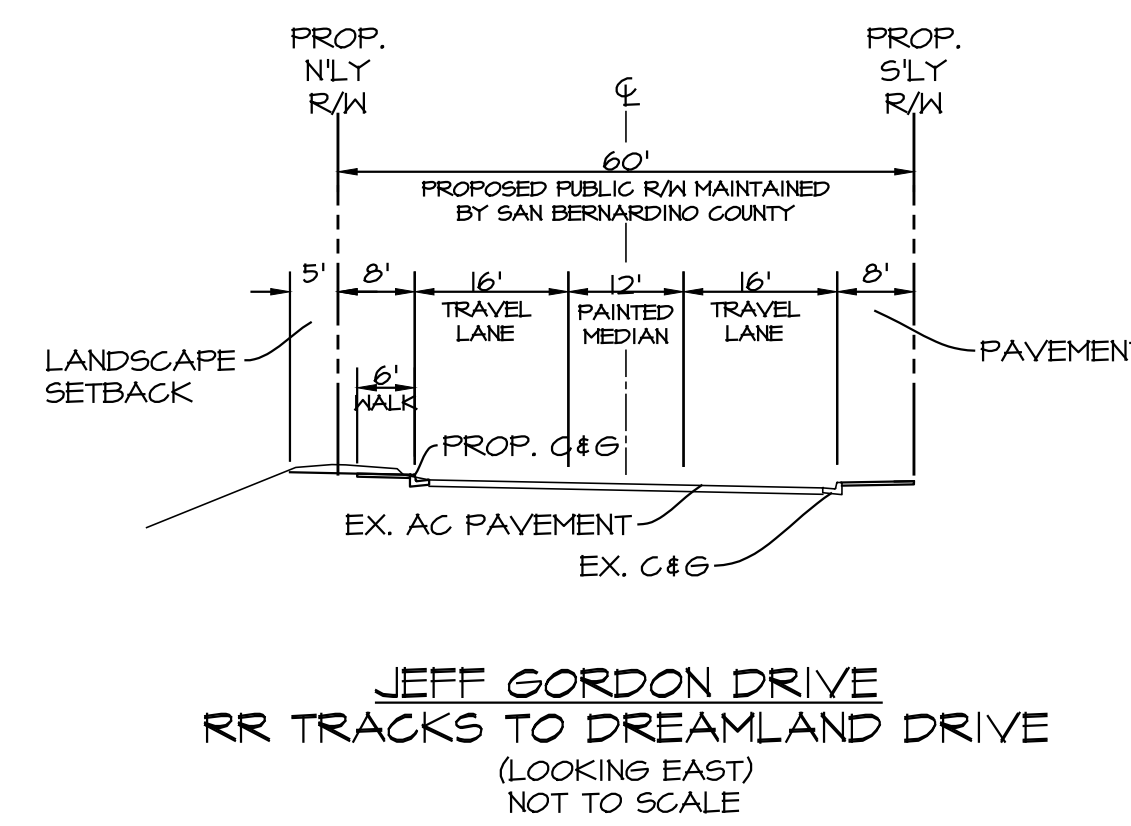 PROP.
N'LY
R/W
PROP.
S'LY
R/W
℄
60'
PROPOSED PUBLIC R/W MAINTAINED
BY SAN BERNARDINO COUNTY
5' 8' 16' 12' 16' 8'
TRAVEL
LANE
PAINTED
MEDIAN
TRAVEL
LANE
LANDSCAPE
SETBACK
PAVEMENT
6'
WALK
PROP. C&G
EX. AC PAVEMENT
EX. C&G
JEFF GORDON DRIVE
RR TRACKS TO DREAMLAND DRIVE
(LOOKING EAST)
NOT TO SCALE